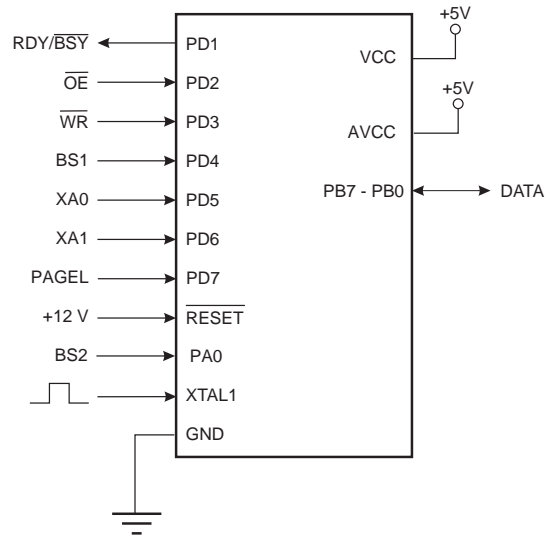 +5V
RDY/BSY PD1
VCC
OE PD2
+5V
WR PD3
AVCC
BS1 PD4
XA0 PD5 PB7 - PB0 DATA
XA1 PD6
PAGEL PD7
+12 V RESET
BS2 PA0
XTAL1
GND